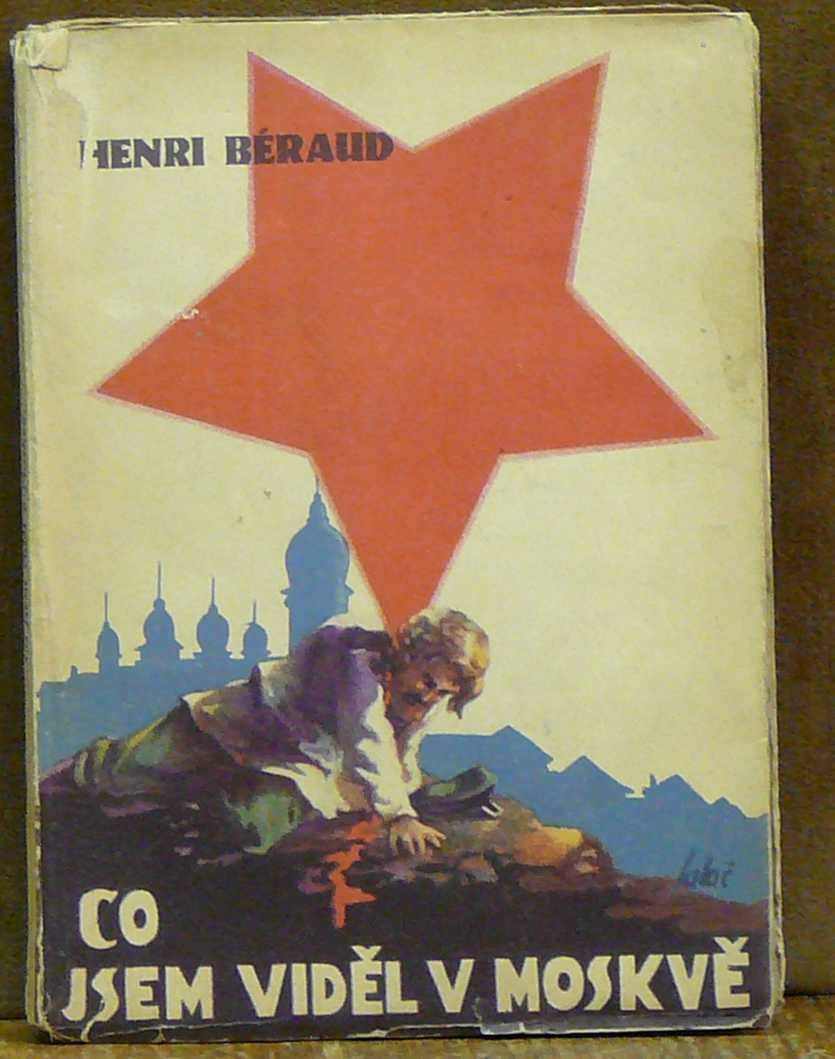 HENRI BÉRAUD
CO
JSEM VIDĚL V MOSKVĚ